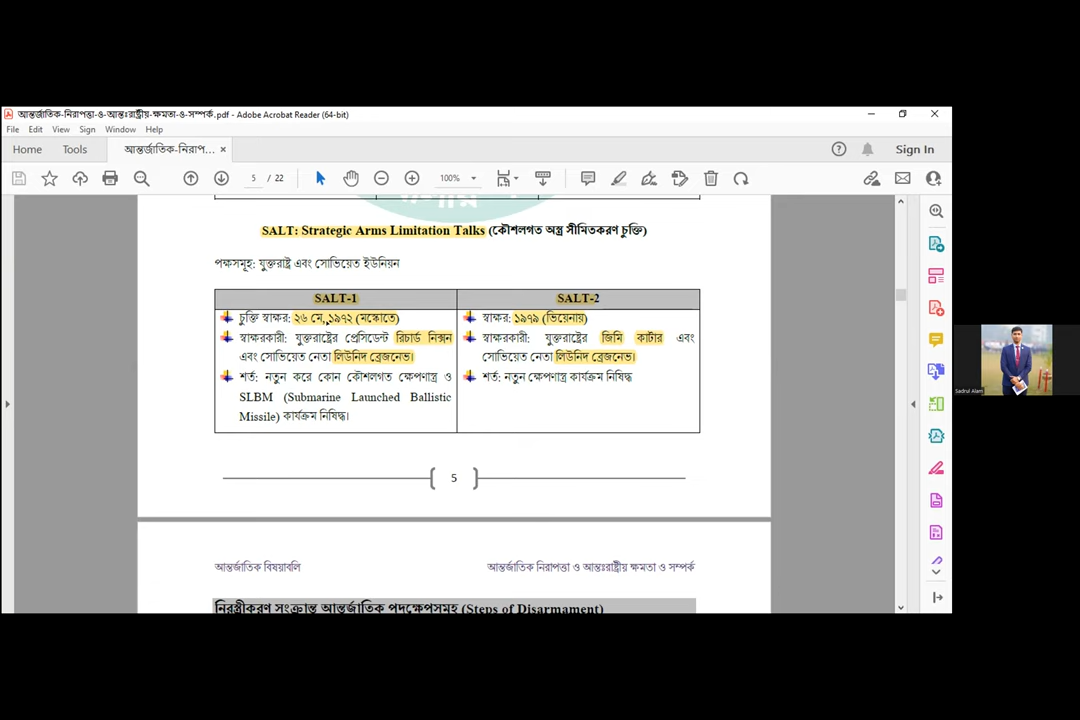 আন্তর্জাতিক-নিরাপত্তা-ও-আন্তঃরাষ্ট্রীয়-ক্ষমতা-ও-সম্পর্ক.pdf - Adobe Acrobat Reader (64-bit)
File Edit View Sign Window Help
Home Tools আন্তর্জাতিক-নিরাপ... × Sign In
5 / 22 100%
SALT: Strategic Arms Limitation Talks (কৌশলগত অস্ত্র সীমিতকরণ চুক্তি)
পক্ষসমূহ: যুক্তরাষ্ট্র এবং সোভিয়েত ইউনিয়ন
SALT-1
চুক্তি স্বাক্ষর: ২৬ মে, ১৯৭২ (মস্কোতে)
স্বাক্ষরকারী: যুক্তরাষ্ট্রের প্রেসিডেন্ট রিচার্ড নিক্সন
এবং সোভিয়েত নেতা লিউনিদ ব্রেজনেভ।
শর্ত: নতুন করে কোন কৌশলগত ক্ষেপণাস্ত্র ও
SLBM (Submarine Launched Ballistic
Missile) কার্যক্রম নিষিদ্ধ।
SALT-2
স্বাক্ষর: ১৯৭৯ (ভিয়েনায়)
স্বাক্ষরকারী: যুক্তরাষ্ট্রের জিমি কার্টার এবং
সোভিয়েত নেতা লিউনিদ ব্রেজনেভ।
শর্ত: নতুন ক্ষেপণাস্ত্র কার্যক্রম নিষিদ্ধ
5
আন্তর্জাতিক বিষয়াবলি আন্তর্জাতিক নিরাপত্তা ও আন্তঃরাষ্ট্রীয় ক্ষমতা ও সম্পর্ক
নিরস্ত্রীকরণ সংক্রান্ত আন্তর্জাতিক পদক্ষেপসমূহ (Steps of Disarmament)
Sadrul Alam